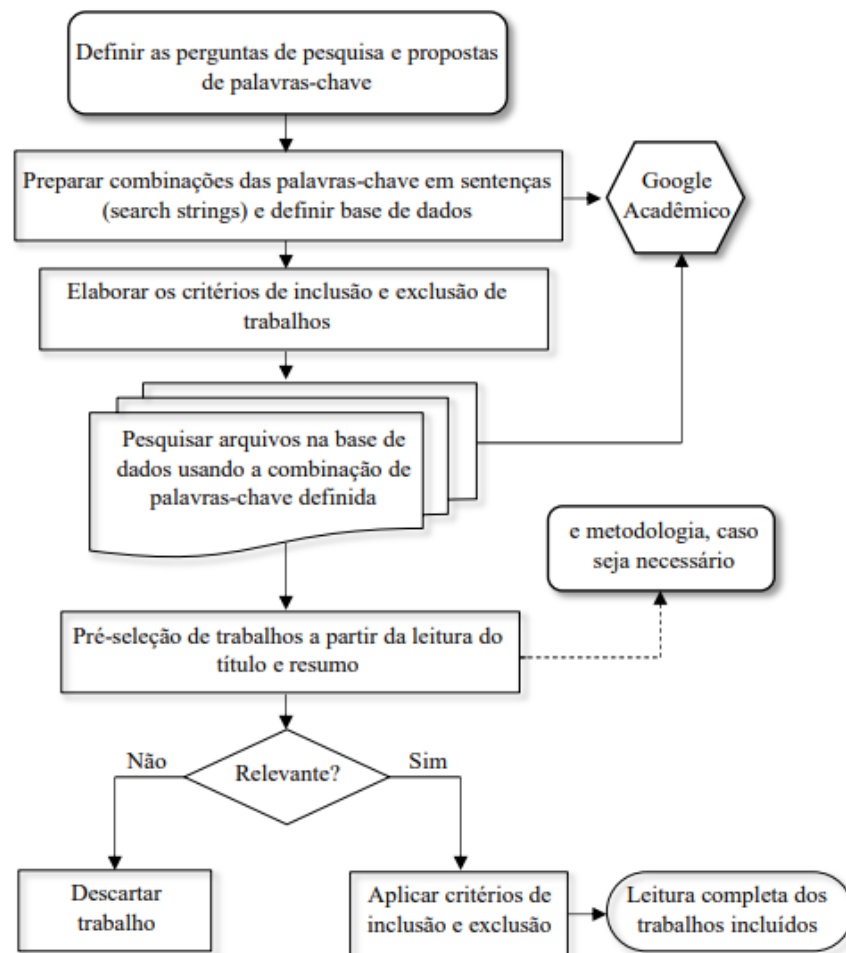 Definir as perguntas de pesquisa e propostas
de palavras-chave
Preparar combinações das palavras-chave em sentenças
(search strings) e definir base de dados
Google
Acadêmico
Elaborar os critérios de inclusão e exclusão de
trabalhos
Pesquisar arquivos na base de
dados usando a combinação de
palavras-chave definida
e metodologia, caso
seja necessário
Pré-seleção de trabalhos a partir da leitura do
título e resumo
Não
Relevante?
Sim
Descartar
trabalho
Aplicar critérios de
inclusão e exclusão
Leitura completa dos
trabalhos incluídos